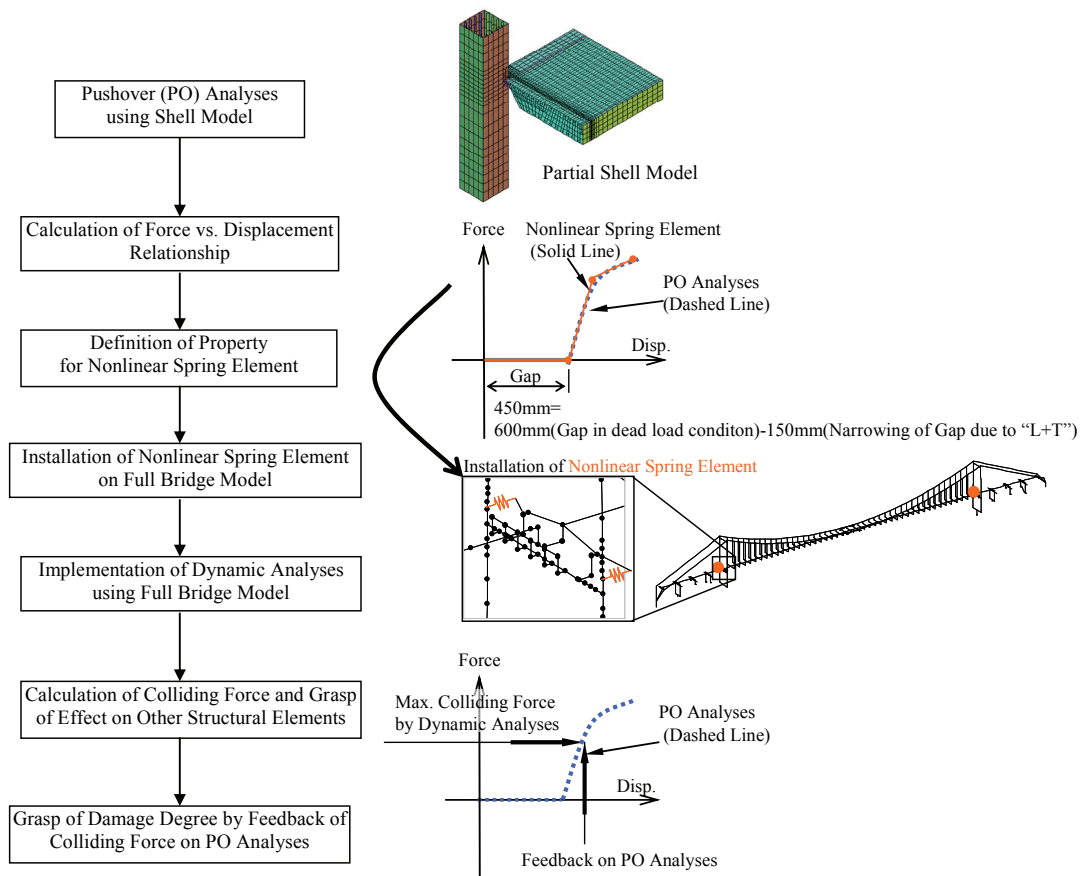 Pushover (PO) Analyses
using Shell Model
Calculation of Force vs. Displacement
Relationship
Definition of Property
for Nonlinear Spring Element
Installation of Nonlinear Spring Element
on Full Bridge Model
Implementation of Dynamic Analyses
using Full Bridge Model
Calculation of Colliding Force and Grasp
of Effect on Other Structural Elements
Grasp of Damage Degree by Feedback of
Colliding Force on PO Analyses
Partial Shell Model
Force
Nonlinear Spring Element
(Solid Line)
PO Analyses
(Dashed Line)
Disp.
Gap
450mm=
600mm(Gap in dead load conditon)-150mm(Narrowing of Gap due to “L+T”)
Installation of Nonlinear Spring Element
Force
Max. Colliding Force
by Dynamic Analyses
PO Analyses
(Dashed Line)
Disp.
Feedback on PO Analyses